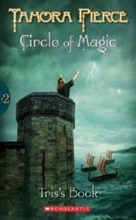 TAMORA PIERCE
Circle of Magic
#2
Tris's Book
SCHOLASTIC